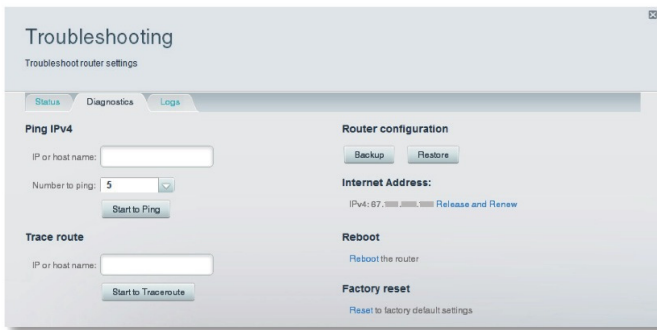 Troubleshooting
Troubleshoot router settings
Status
Diagnostics
Logs
Ping IPv4
IP or host name:
Number to ping: 5
Start to Ping
Trace route
IP or host name:
Start to Traceroute
Router configuration
Backup
Restore
Internet Address:
IPv4: 67. Release and Renew
Reboot
Reboot the router
Factory reset
Reset to factory default settings